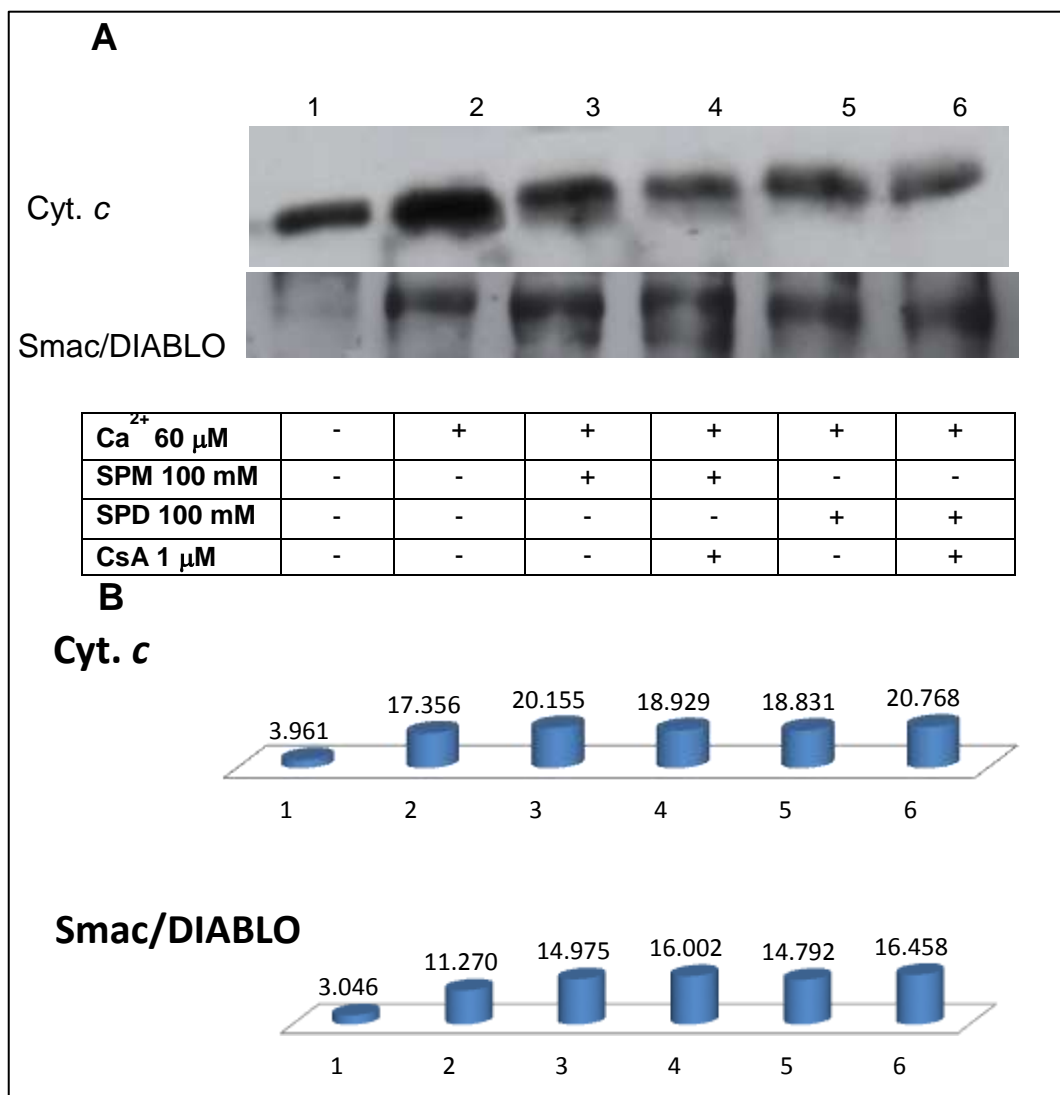 A
1 2 3 4 5 6
Cyt. c
Smac/DIABLO
Ca2+ 60 μM - + + + + +
SPM 100 mM - - + + - -
SPD 100 mM - - - - + +
CsA 1 μM - - - + - +
B
Cyt. c
3.961 17.356 20.155 18.929 18.831 20.768
1 2 3 4 5 6
Smac/DIABLO
3.046 11.270 14.975 16.002 14.792 16.458
1 2 3 4 5 6